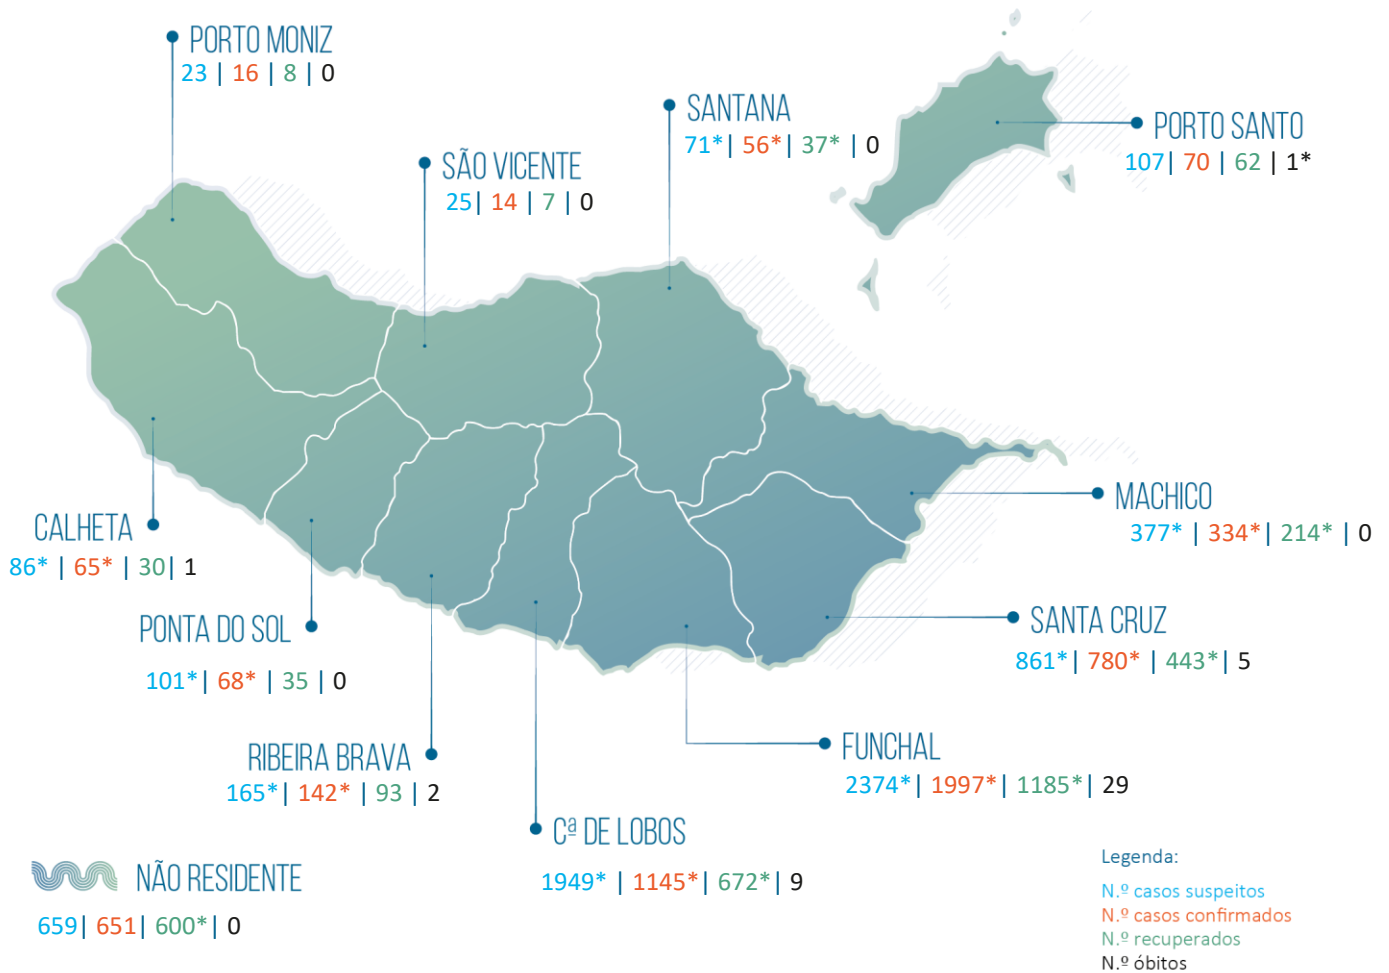 PORTO MONIZ
23 | 16 | 8 | 0
SANTANA
71*| 56*| 37* | 0
PORTO SANTO
107| 70 | 62 | 1*
SÃO VICENTE
25| 14 | 7 | 0
MACHICO
377* | 334*| 214* | 0
CALHETA
86* | 65* | 30| 1
PONTA DO SOL
101*| 68* | 35 | 0
SANTA CRUZ
861*| 780* | 443*| 5
RIBEIRA BRAVA
165*| 142* | 93 | 2
FUNCHAL
2374*| 1997*| 1185*| 29
Cª DE LOBOS
1949* | 1145*| 672*| 9
NÃO RESIDENTE
659| 651| 600*| 0
Legenda:
N.º casos suspeitos
N.º casos confirmados
N.º recuperados
N.º óbitos